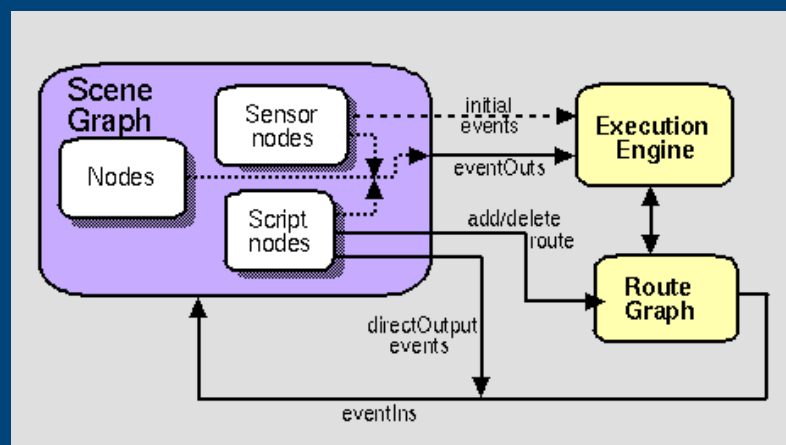 Scene
Graph
Sensor
nodes
Nodes
Script
nodes
initial
events
eventOuts
add/delete
route
directOutput
events
eventIns
Execution
Engine
Route
Graph